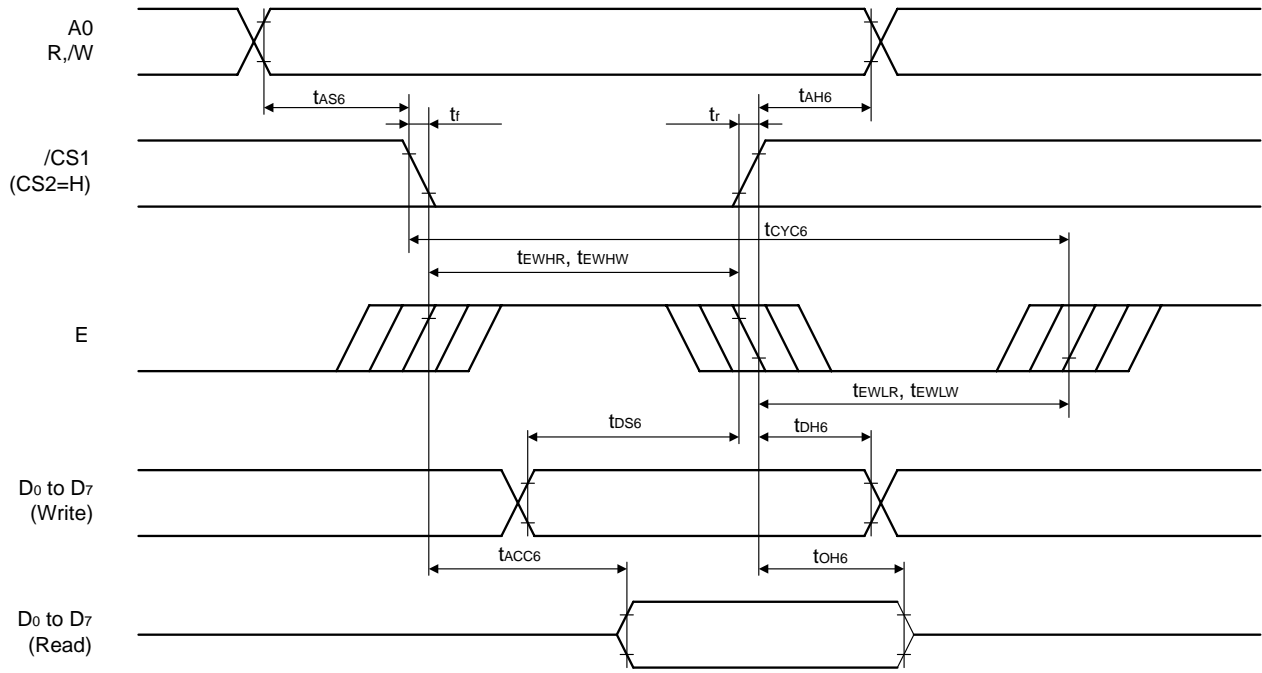 A0
R,/W
tAS6
tAH6
tf
tr
/CS1
(CS2=H)
tCYC6
tEWHR, tEWHW
E
tEWLR, tEWLW
tDS6
tDH6
D0 to D7
(Write)
tACC6
tOH6
D0 to D7
(Read)